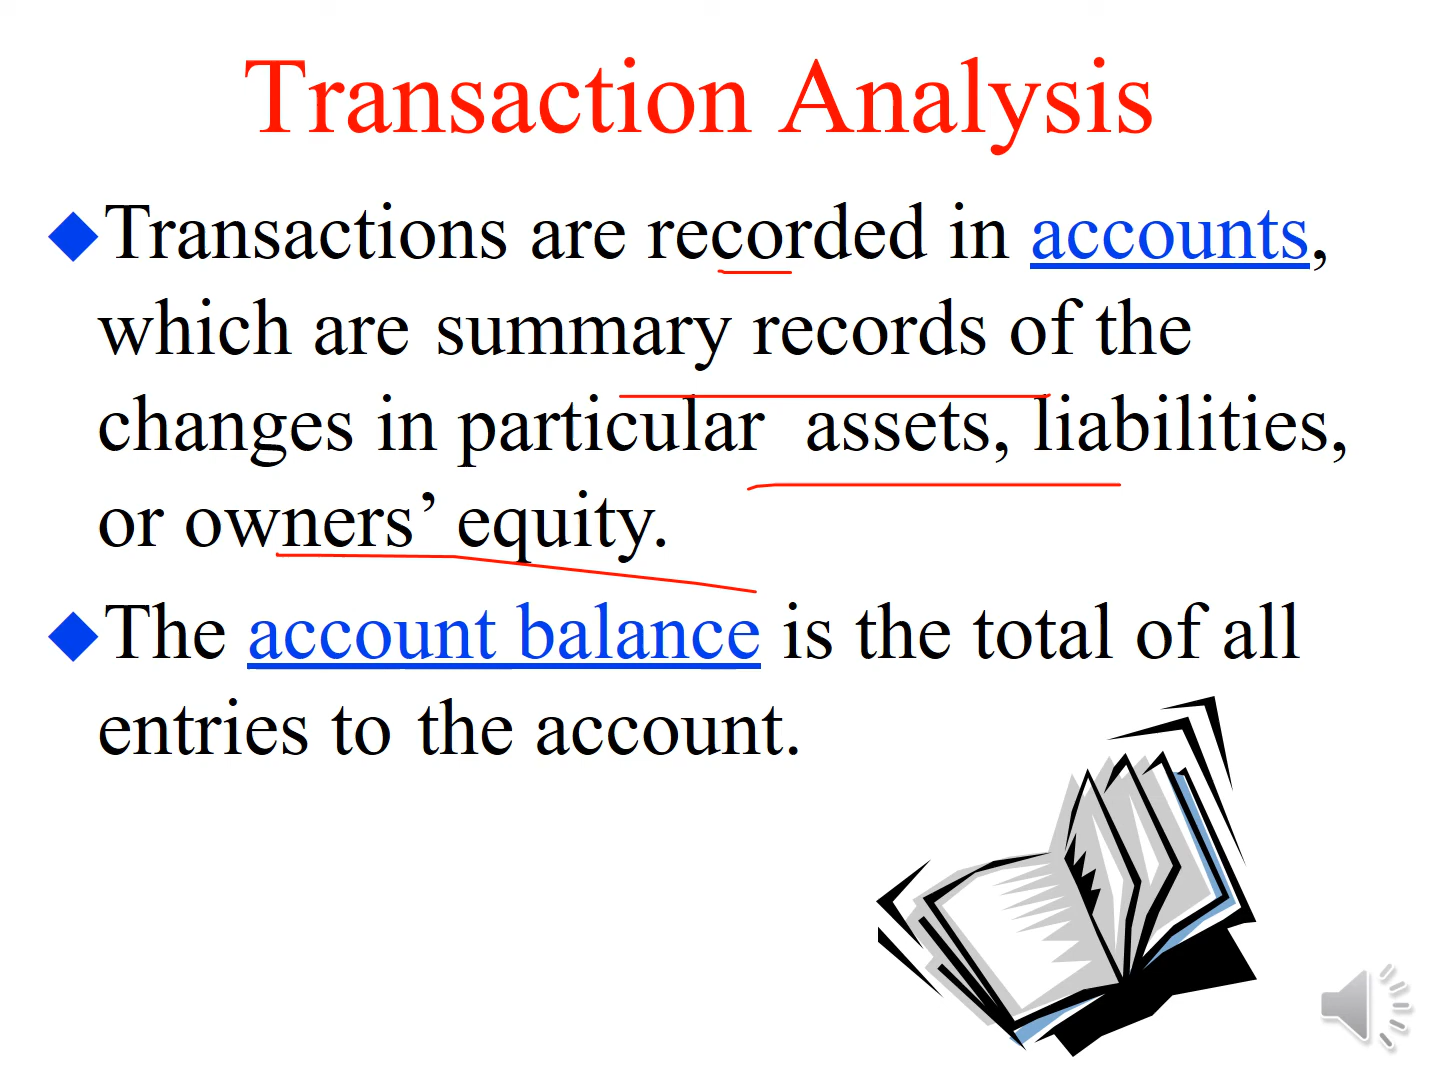 Transaction Analysis
Transactions are recorded in accounts,
which are summary records of the
changes in particular assets, liabilities,
or owners’ equity.
The account balance is the total of all
entries to the account.